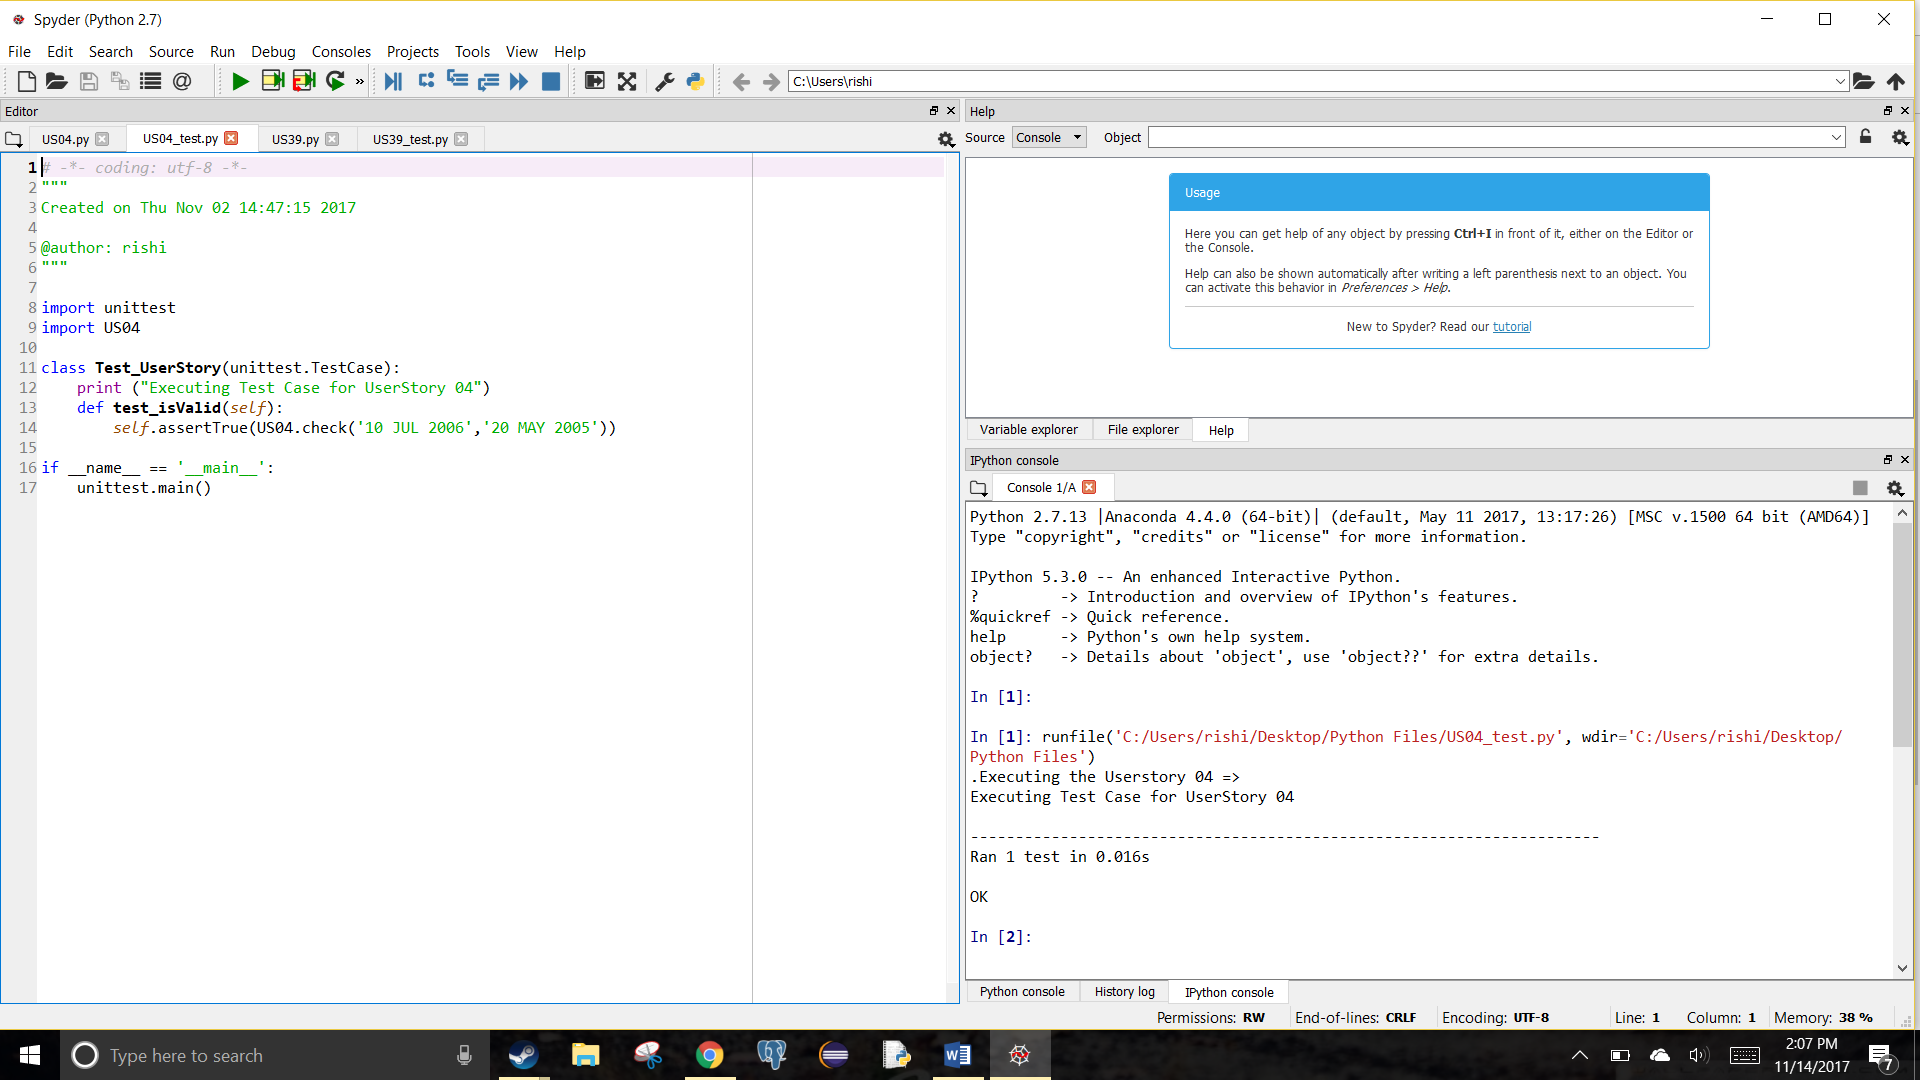 Spyder (Python 2.7)
File Edit Search Source Run Debug Consoles Projects Tools View Help
C:\Users\rishi
Editor
US04.py US04_test.py US39.py US39_test.py
1 # -*- coding: utf-8 -*-
2 """
3 Created on Thu Nov 02 14:47:15 2017
4
5 @author: rishi
6 """
7
8 import unittest
9 import US04
10
11 class Test_UserStory(unittest.TestCase):
12     print ("Executing Test Case for UserStory 04")
13     def test_isValid(self):
14         self.assertTrue(US04.check('10 JUL 2006','20 MAY 2005'))
15
16 if __name__ == '__main__':
17     unittest.main()
Help
Source Console Object
Usage
Here you can get help of any object by pressing Ctrl+I in front of it, either on the Editor or
the Console.
Help can also be shown automatically after writing a left parenthesis next to an object. You
can activate this behavior in Preferences > Help.
New to Spyder? Read our tutorial
Variable explorer File explorer Help
IPython console
Console 1/A
Python 2.7.13 |Anaconda 4.4.0 (64-bit)| (default, May 11 2017, 13:17:26) [MSC v.1500 64 bit (AMD64)]
Type "copyright", "credits" or "license" for more information.
IPython 5.3.0 -- An enhanced Interactive Python.
?         -> Introduction and overview of IPython's features.
%quickref -> Quick reference.
help      -> Python's own help system.
object?   -> Details about 'object', use 'object??' for extra details.
In [1]:
In [1]: runfile('C:/Users/rishi/Desktop/Python Files/US04_test.py', wdir='C:/Users/rishi/Desktop/
Python Files')
.Executing the Userstory 04 =>
Executing Test Case for UserStory 04
----------------------------------------------------------------------
Ran 1 test in 0.016s
OK
In [2]:
Python console History log IPython console
Permissions: RW End-of-lines: CRLF Encoding: UTF-8 Line: 1 Column: 1 Memory: 38 %
Type here to search
2:07 PM
11/14/2017
7